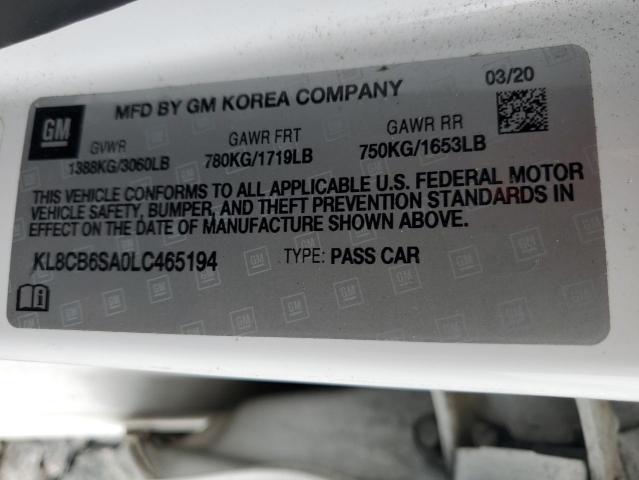 GM
MFD BY GM KOREA COMPANY
03/20
GVWR
GAWR FRT
GAWR RR
1388KG/3060LB
780KG/1719LB
750KG/1653LB
THIS VEHICLE CONFORMS TO ALL APPLICABLE U.S. FEDERAL MOTOR
VEHICLE SAFETY, BUMPER, AND THEFT PREVENTION STANDARDS IN
EFFECT ON THE DATE OF MANUFACTURE SHOWN ABOVE.
KL8CB6SA0LC465194
TYPE: PASS CAR